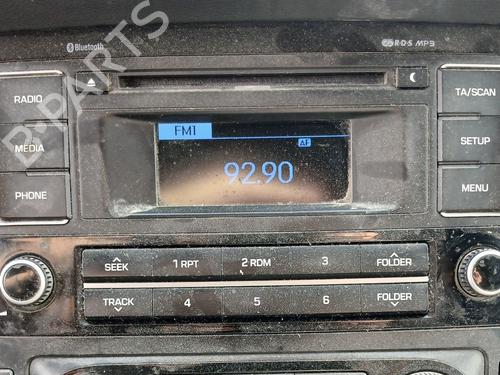 Bluetooth
R·D·S MP3
RADIO
TA/SCAN
FM1
AF
MEDIA
SETUP
92.90
PHONE
MENU
SEEK
1 RPT
2 RDM
3
FOLDER
TRACK
4
5
6
FOLDER
B-PARTS